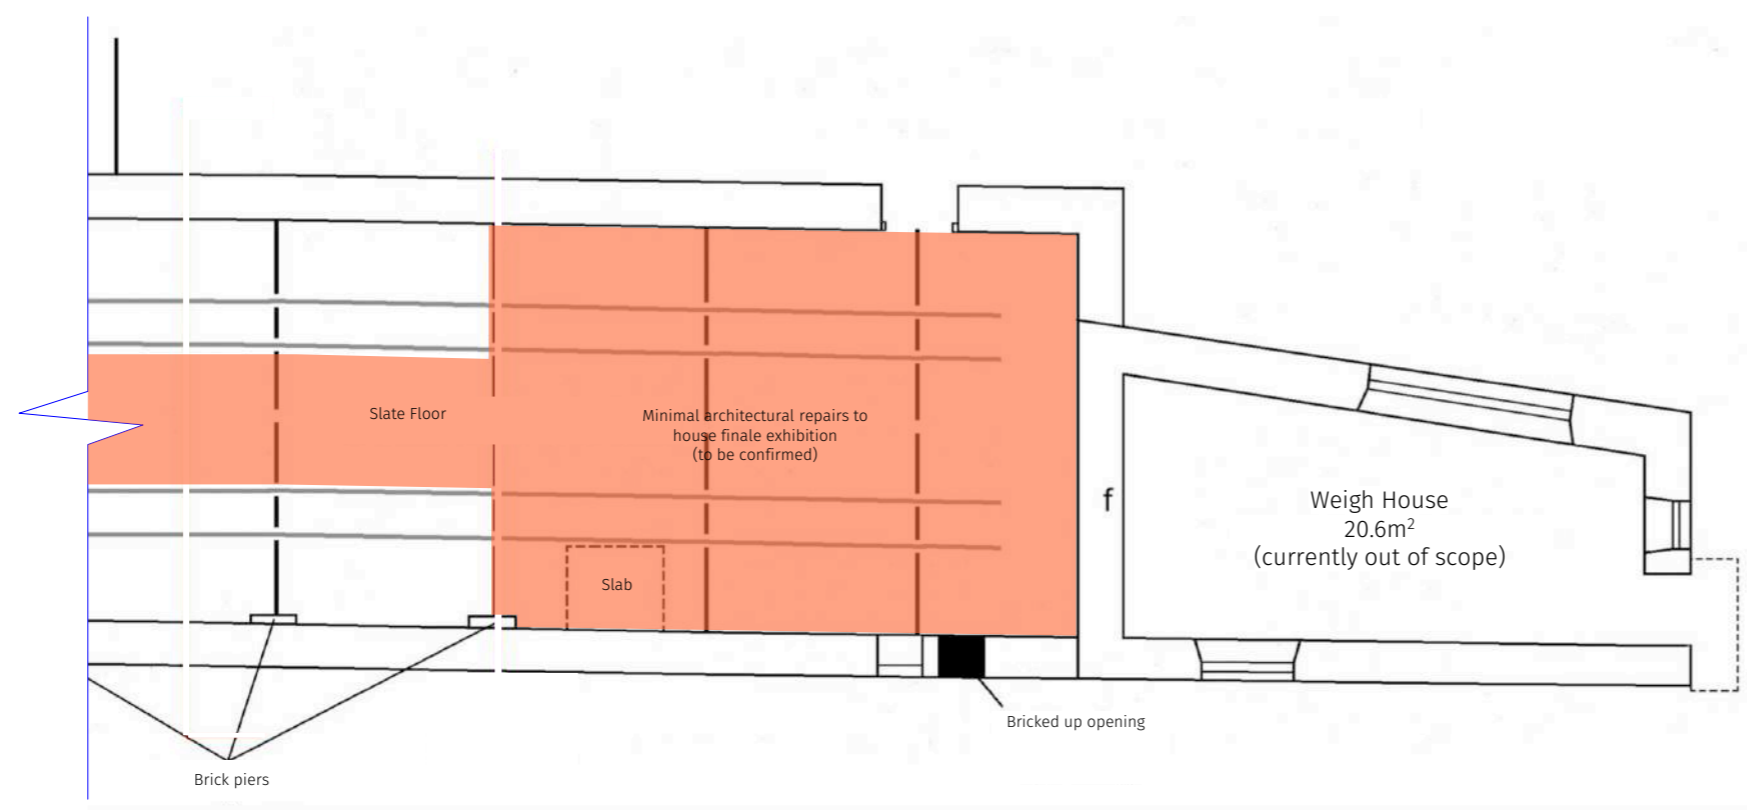 Slate Floor
Minimal architectural repairs to
house finale exhibition
(to be confirmed)
Slab
f
Weigh House
20.6m²
(currently out of scope)
Bricked up opening
Brick piers